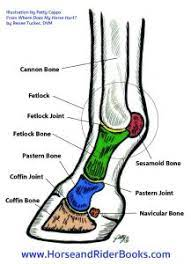 Illustration by Patty Capps
From Where Does My Horse Hurt?
by Renee Tucker, DVM
Cannon Bone
Fetlock
Fetlock Joint
Fetlock Bone
Pastern Bone
Coffin Joint
Coffin Bone
Sesamoid Bone
Pastern Joint
Navicular Bone
www.HorseandRiderBooks.com